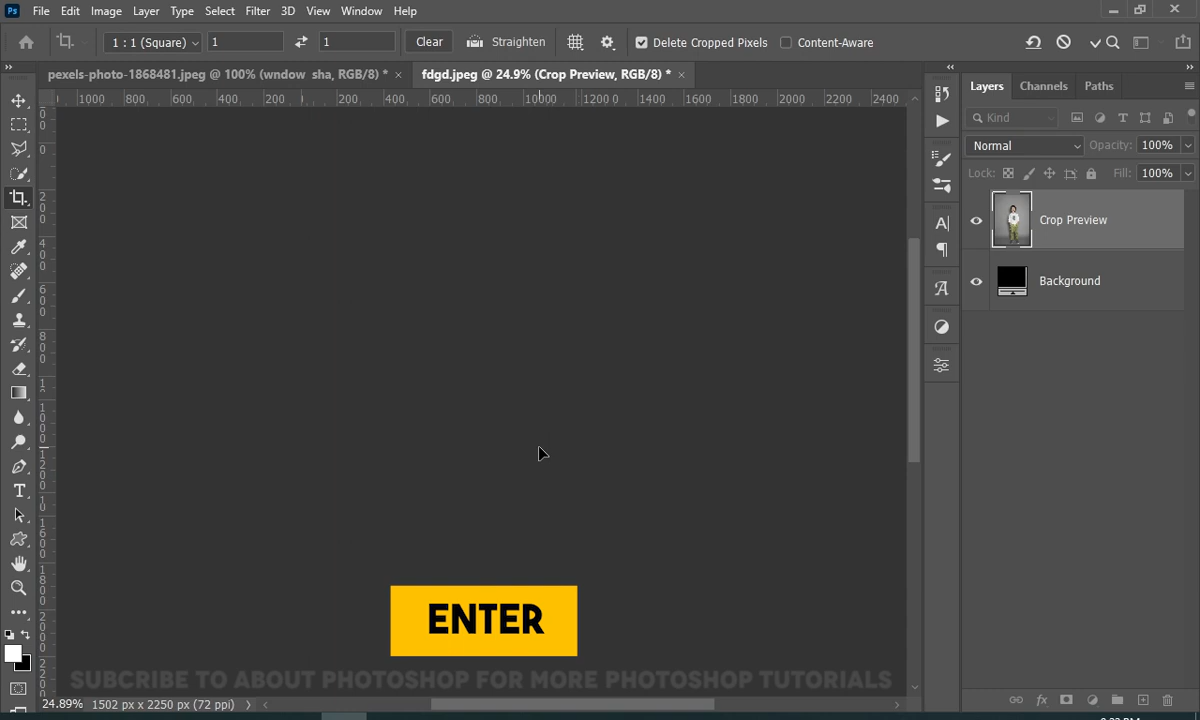 Ps File Edit Image Layer Type Select Filter 3D View Window Help
1 : 1 (Square) 1 1 Clear Straighten Delete Cropped Pixels Content-Aware
pexels-photo-1868481.jpeg @ 100% (wndow sha, RGB/8) * × fdgd.jpeg @ 24.9% (Crop Preview, RGB/8) * ×
1000 800 600 400 200 0 200 400 600 800 1000 1200 1400 1600 1800 2000 2200 2400
Layers Channels Paths
Kind
Normal Opacity: 100%
Lock: Fill: 100%
Crop Preview
Background
ENTER
SUBCRIBE TO ABOUT PHOTOSHOP FOR MORE PHOTOSHOP TUTORIALS
24.89% 1502 px x 2250 px (72 ppi)